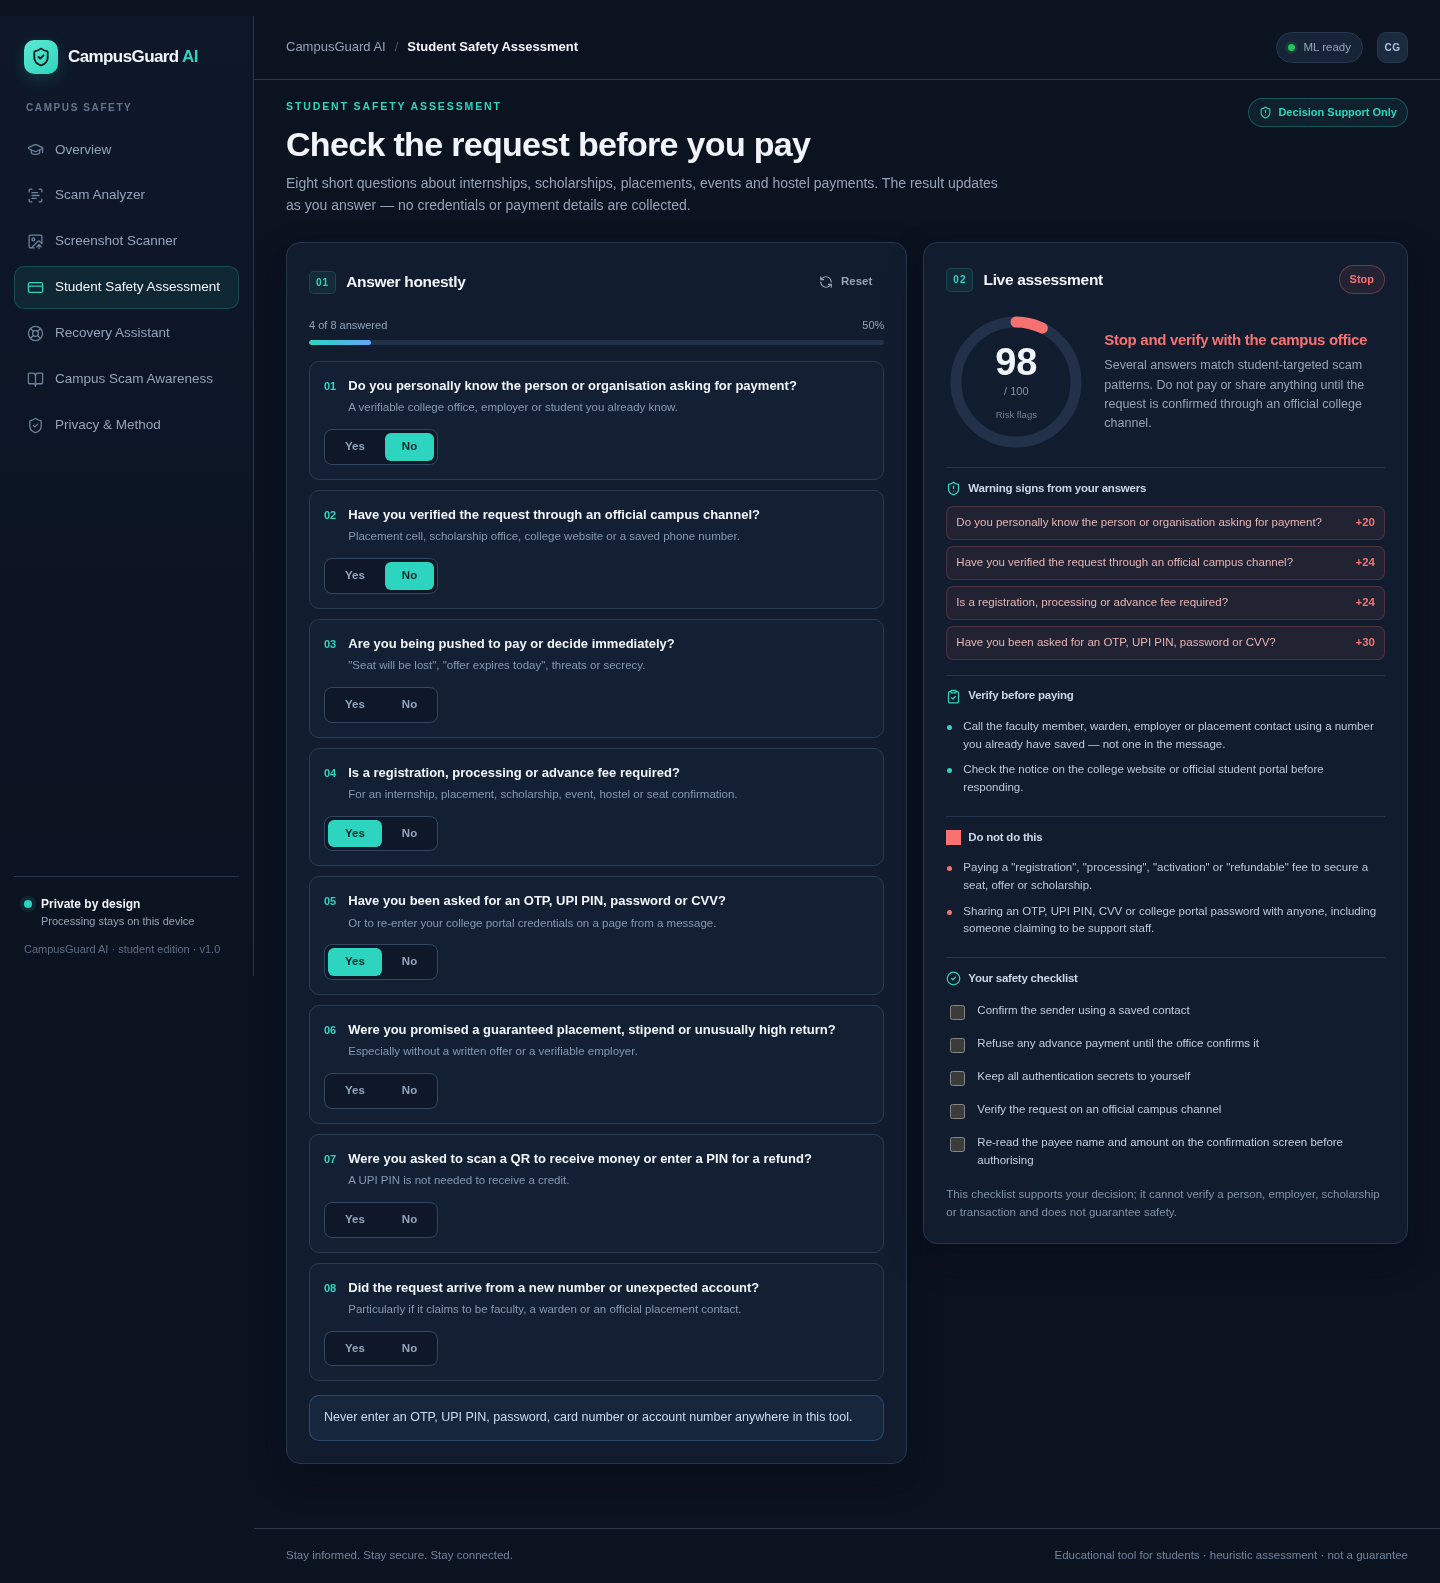 CampusGuard AI
CAMPUS SAFETY
Overview
Scam Analyzer
Screenshot Scanner
Student Safety Assessment
Recovery Assistant
Campus Scam Awareness
Privacy & Method
Private by design
Processing stays on this device
CampusGuard AI · student edition · v1.0
CampusGuard AI / Student Safety Assessment
ML ready
CG
STUDENT SAFETY ASSESSMENT
Decision Support Only
Check the request before you pay
Eight short questions about internships, scholarships, placements, events and hostel payments. The result updates
as you answer — no credentials or payment details are collected.
01 Answer honestly
Reset
4 of 8 answered
50%
01 Do you personally know the person or organisation asking for payment?
A verifiable college office, employer or student you already know.
Yes No
02 Have you verified the request through an official campus channel?
Placement cell, scholarship office, college website or a saved phone number.
Yes No
03 Are you being pushed to pay or decide immediately?
"Seat will be lost", "offer expires today", threats or secrecy.
Yes No
04 Is a registration, processing or advance fee required?
For an internship, placement, scholarship, event, hostel or seat confirmation.
Yes No
05 Have you been asked for an OTP, UPI PIN, password or CVV?
Or to re-enter your college portal credentials on a page from a message.
Yes No
06 Were you promised a guaranteed placement, stipend or unusually high return?
Especially without a written offer or a verifiable employer.
Yes No
07 Were you asked to scan a QR to receive money or enter a PIN for a refund?
A UPI PIN is not needed to receive a credit.
Yes No
08 Did the request arrive from a new number or unexpected account?
Particularly if it claims to be faculty, a warden or an official placement contact.
Yes No
Never enter an OTP, UPI PIN, password, card number or account number anywhere in this tool.
02 Live assessment
Stop
98
/ 100
Risk flags
Stop and verify with the campus office
Several answers match student-targeted scam
patterns. Do not pay or share anything until the
request is confirmed through an official college
channel.
Warning signs from your answers
Do you personally know the person or organisation asking for payment? +20
Have you verified the request through an official campus channel? +24
Is a registration, processing or advance fee required? +24
Have you been asked for an OTP, UPI PIN, password or CVV? +30
Verify before paying
Call the faculty member, warden, employer or placement contact using a number
you already have saved — not one in the message.
Check the notice on the college website or official student portal before
responding.
Do not do this
Paying a "registration", "processing", "activation" or "refundable" fee to secure a
seat, offer or scholarship.
Sharing an OTP, UPI PIN, CVV or college portal password with anyone, including
someone claiming to be support staff.
Your safety checklist
Confirm the sender using a saved contact
Refuse any advance payment until the office confirms it
Keep all authentication secrets to yourself
Verify the request on an official campus channel
Re-read the payee name and amount on the confirmation screen before
authorising
This checklist supports your decision; it cannot verify a person, employer, scholarship
or transaction and does not guarantee safety.
Stay informed. Stay secure. Stay connected.
Educational tool for students · heuristic assessment · not a guarantee